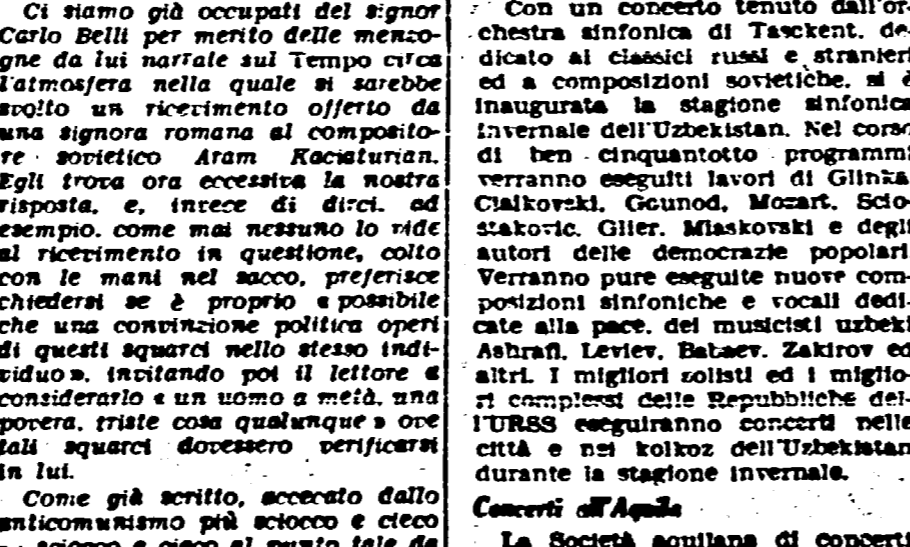 Ci siamo già occupati del signor
Carlo Belli per merito delle menzo-
gne da lui narrate sul Tempo circa
l'atmosfera nella quale si sarebbe
svolto un ricevimento offerto da
una signora romana al composito-
re sovietico Aram Kaciaturian.
Egli trova ora eccessiva la nostra
risposta, e, invece di dirci, ad
esempio, come mai nessuno lo vide
al ricevimento in questione, colto
con le mani nel sacco, preferisce
chiedersi se è proprio « possibile
che una convinzione politica operi
di questi squarci nello stesso indi-
viduo », invitando poi il lettore a
considerarlo « un uomo a metà, una
povera, triste cosa qualunque » ove
tali squarci dovessero verificarsi
in lui.
Come già scritto, accecato dallo
anticomunismo più sciocco e cieco
sciocco e cieco al punto tale da
Con un concerto tenuto dall'or-
chestra sinfonica di Tasckent, de-
dicato ai classici russi e stranieri
ed a composizioni sovietiche, si è
inaugurata la stagione sinfonica
invernale dell'Uzbekistan. Nel corso
di ben cinquantotto programmi
verranno eseguiti lavori di Glinka
Ciaikovski, Gounod, Mozart, Scio-
stakovic, Glier, Miaskovski e degli
autori delle democrazie popolari
Verranno pure eseguite nuove com-
posizioni sinfoniche e vocali dedi-
cate alla pace, dei musicisti uzbeki
Ashrafi, Leviev, Babaev, Zakirov ed
altri. I migliori solisti ed i miglio-
ri complessi delle Repubbliche del-
l'URSS eseguiranno concerti nelle
città e nei kolkoz dell'Uzbekistan
durante la stagione invernale.
Concerti all'Aquila
La Società aquilana di concerti